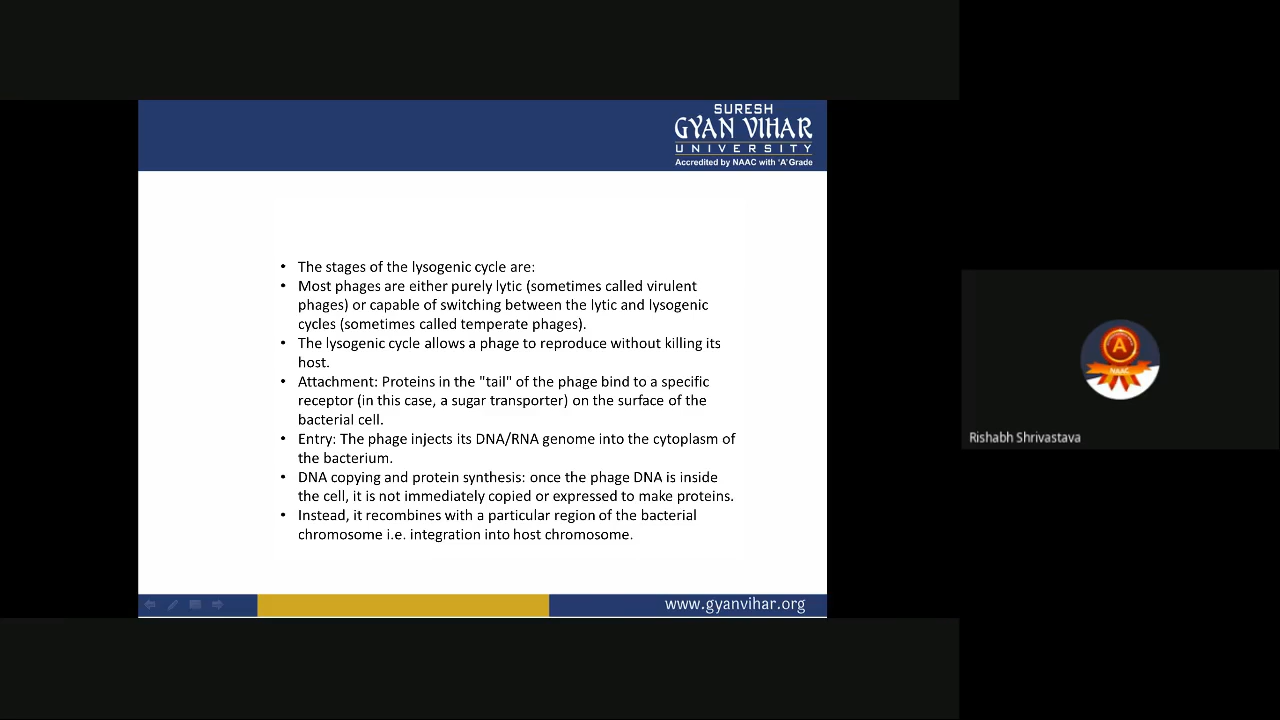 SURESH
GYAN VIHAR
UNIVERSITY
Accredited by NAAC with 'A' Grade
• The stages of the lysogenic cycle are:
• Most phages are either purely lytic (sometimes called virulent
phages) or capable of switching between the lytic and lysogenic
cycles (sometimes called temperate phages).
• The lysogenic cycle allows a phage to reproduce without killing its
host.
• Attachment: Proteins in the "tail" of the phage bind to a specific
receptor (in this case, a sugar transporter) on the surface of the
bacterial cell.
• Entry: The phage injects its DNA/RNA genome into the cytoplasm of
the bacterium.
• DNA copying and protein synthesis: once the phage DNA is inside
the cell, it is not immediately copied or expressed to make proteins.
• Instead, it recombines with a particular region of the bacterial
chromosome i.e. integration into host chromosome.
www.gyanvihar.org
A
NAAC
Rishabh Shrivastava